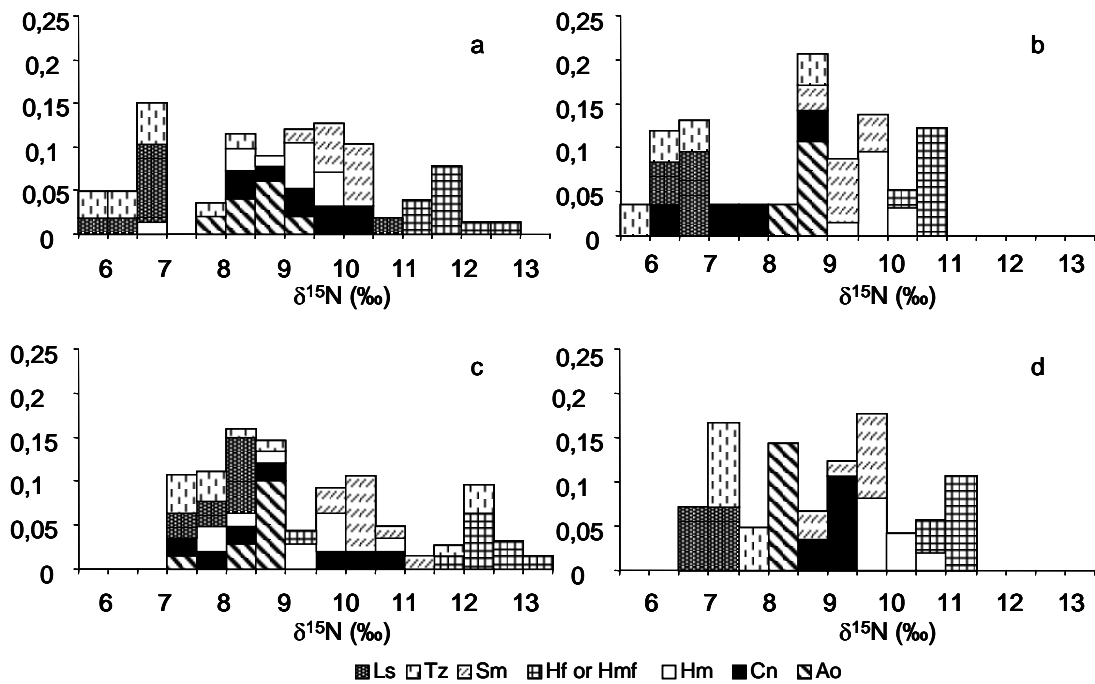 0,25 a 0,25 b
0,2 0,2
0,15 0,15
0,1 0,1
0,05 0,05
0 0
6 7 8 9 10 11 12 13 6 7 8 9 10 11 12 13
δ¹⁵N (‰) δ¹⁵N (‰)
0,25 c 0,25 d
0,2 0,2
0,15 0,15
0,1 0,1
0,05 0,05
0 0
6 7 8 9 10 11 12 13 6 7 8 9 10 11 12 13
δ¹⁵N (‰) δ¹⁵N (‰)
Ls Tz Sm Hf or Hmf Hm Cn Ao